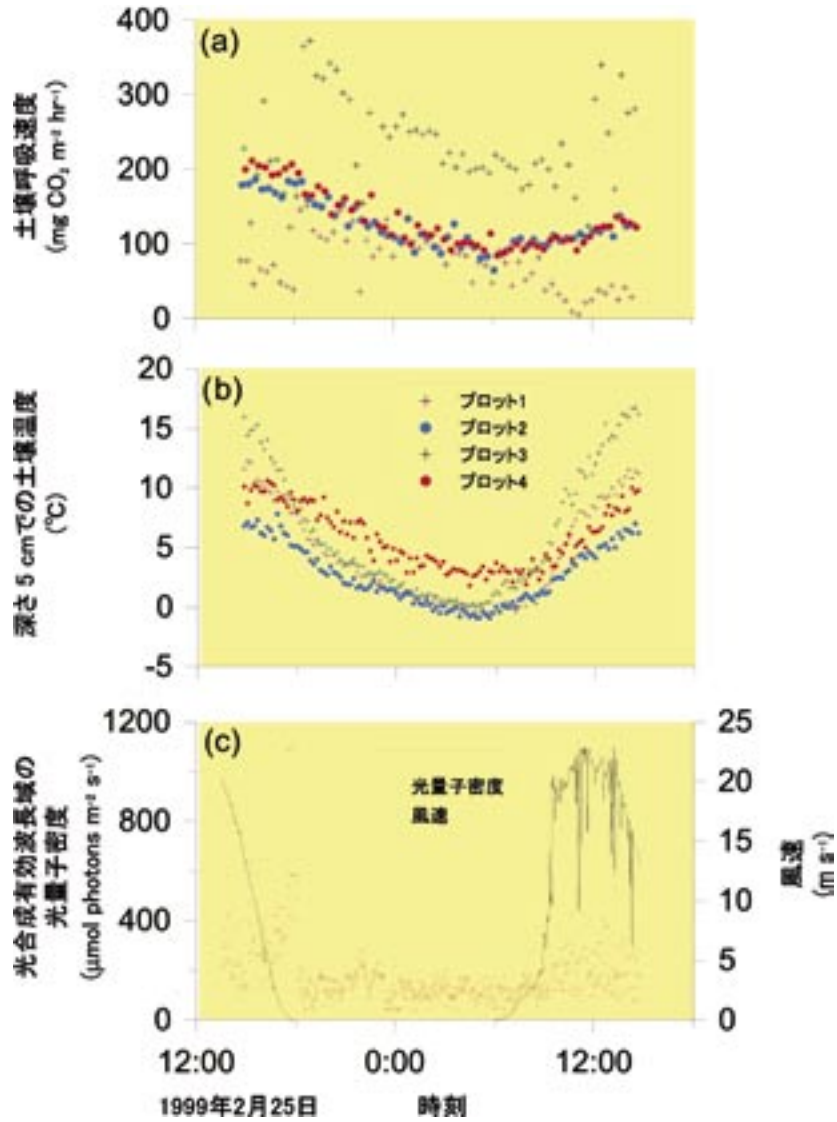 (a)
400
300
200
100
0
土壌呼吸速度
(mg CO₂ m⁻² hr⁻¹)
(b)
20
15
10
5
0
-5
深さ 5 cmでの土壌温度
(℃)
プロット1
プロット2
プロット3
プロット4
(c)
1200
800
400
0
光合成有効波長域の
光量子密度
(μmol photons m⁻² s⁻¹)
光量子密度
風速
25
20
15
10
5
0
風速
(m s⁻¹)
12:00
0:00
12:00
1999年2月25日
時刻